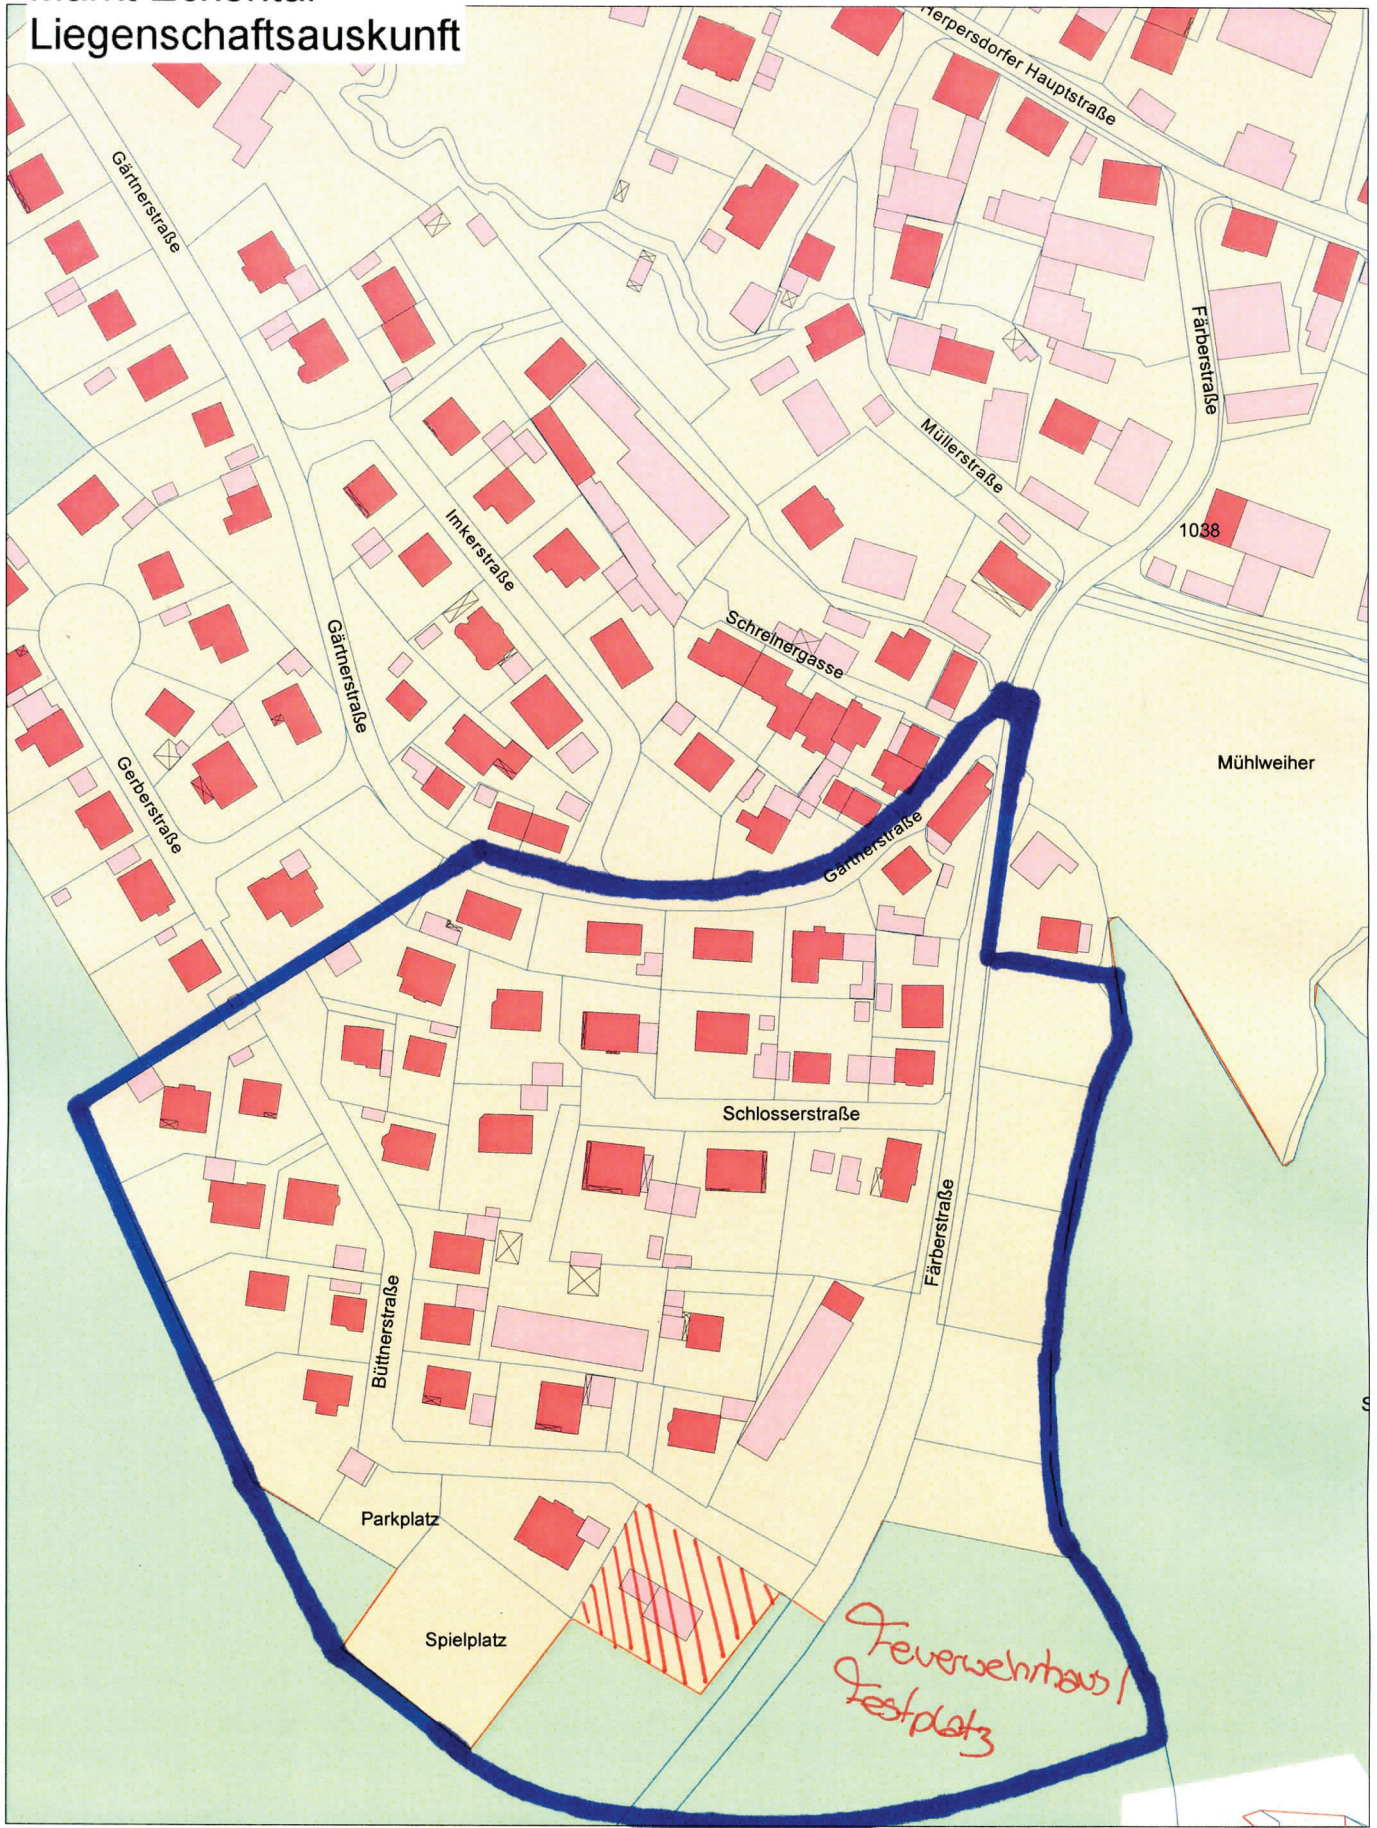 Liegenschaftsauskunft
Herpersdorfer Hauptstraße
Gärtnerstraße
Färberstraße
Müllerstraße
Imkerstraße
1038
Schreinergasse
Gärtnerstraße
Mühlweiher
Gerberstraße
Gärtnerstraße
Schlosserstraße
Färberstraße
Büttnerstraße
Parkplatz
Spielplatz
Feuerwehrhaus/
Festplatz